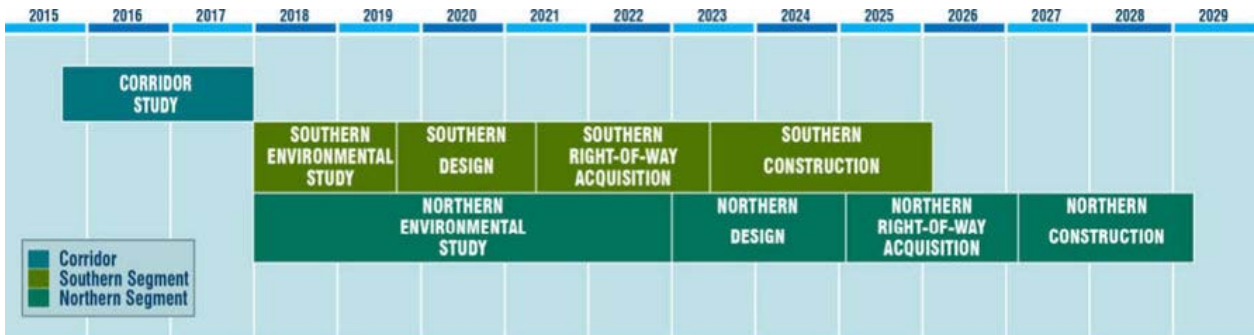 2015 2016 2017 2018 2019 2020 2021 2022 2023 2024 2025 2026 2027 2028 2029
CORRIDOR
STUDY
SOUTHERN
ENVIRONMENTAL
STUDY
SOUTHERN
DESIGN
SOUTHERN
RIGHT-OF-WAY
ACQUISITION
SOUTHERN
CONSTRUCTION
NORTHERN
ENVIRONMENTAL
STUDY
NORTHERN
DESIGN
NORTHERN
RIGHT-OF-WAY
ACQUISITION
NORTHERN
CONSTRUCTION
Corridor
Southern Segment
Northern Segment